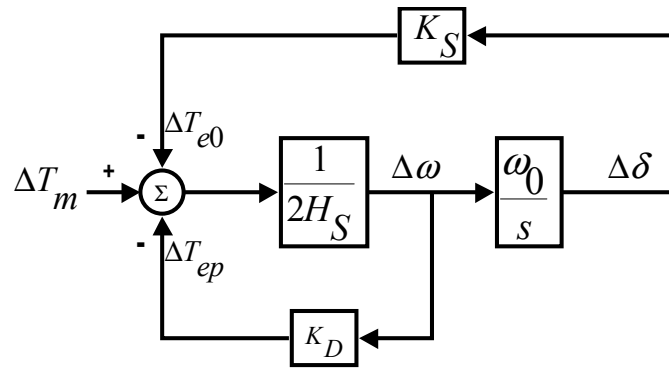 K_S
- ΔT_e0
ΔT_m + Σ
1
2H_S
Δω
ω_0
s
Δδ
- ΔT_ep
K_D